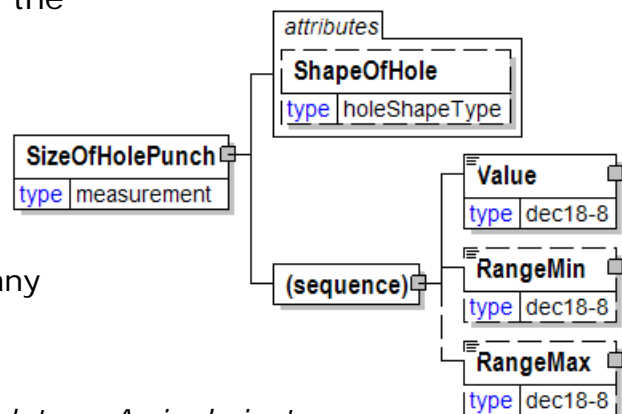 the
attributes
ShapeOfHole
type holeShapeType
SizeOfHolePunch
type measurement
Value
type dec18-8
any
(sequence)
RangeMin
type dec18-8
RangeMax
type dec18-8